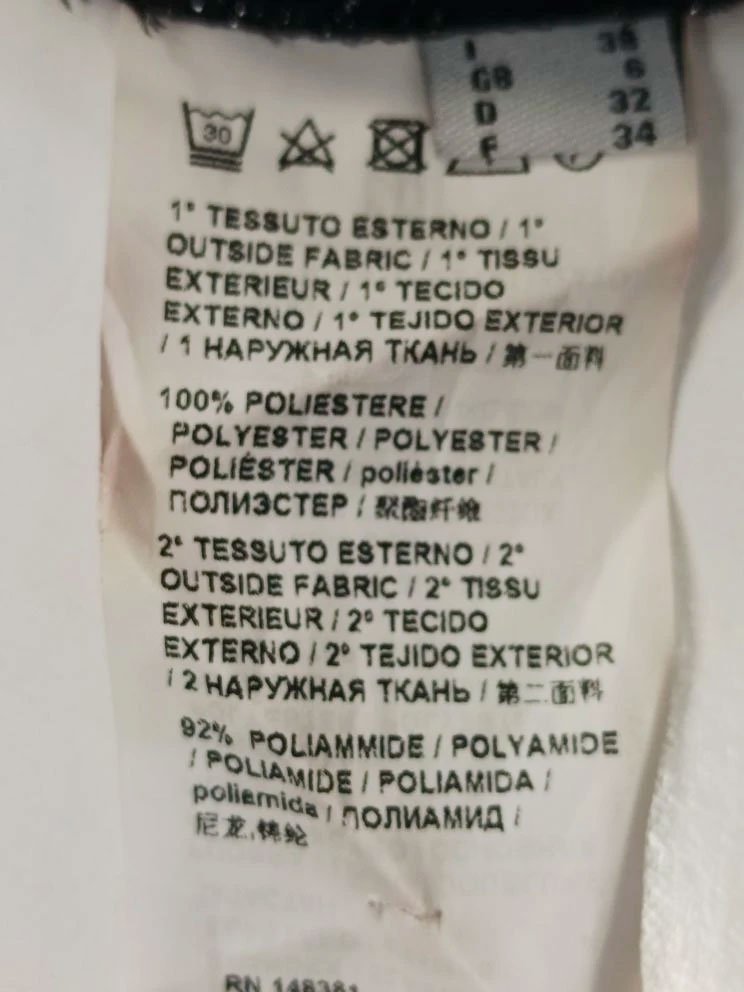 I 38
GB 6
D 32
F 34
30
1° TESSUTO ESTERNO / 1°
OUTSIDE FABRIC / 1° TISSU
EXTERIEUR / 1° TECIDO
EXTERNO / 1° TEJIDO EXTERIOR
/ 1 НАРУЖНАЯ ТКАНЬ / 第一面料
100% POLIESTERE /
POLYESTER / POLYESTER /
POLIÉSTER / poliéster /
ПОЛИЭСТЕР / 聚酯纤维
2° TESSUTO ESTERNO / 2°
OUTSIDE FABRIC / 2° TISSU
EXTERIEUR / 2° TECIDO
EXTERNO / 2° TEJIDO EXTERIOR
/ 2 НАРУЖНАЯ ТКАНЬ / 第二面料
92% POLIAMMIDE / POLYAMIDE
/ POLIAMIDE / POLIAMIDA /
poliamida / ПОЛИАМИД /
尼龙,锦纶
RN